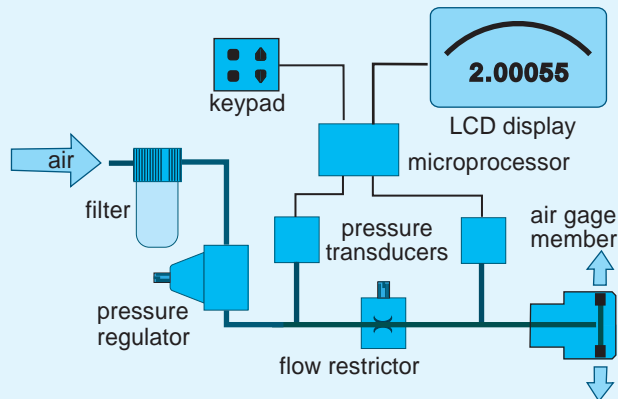 2.00055
keypad
LCD display
microprocessor
air
filter
pressure
transducers
air gage
member
pressure
regulator
flow restrictor